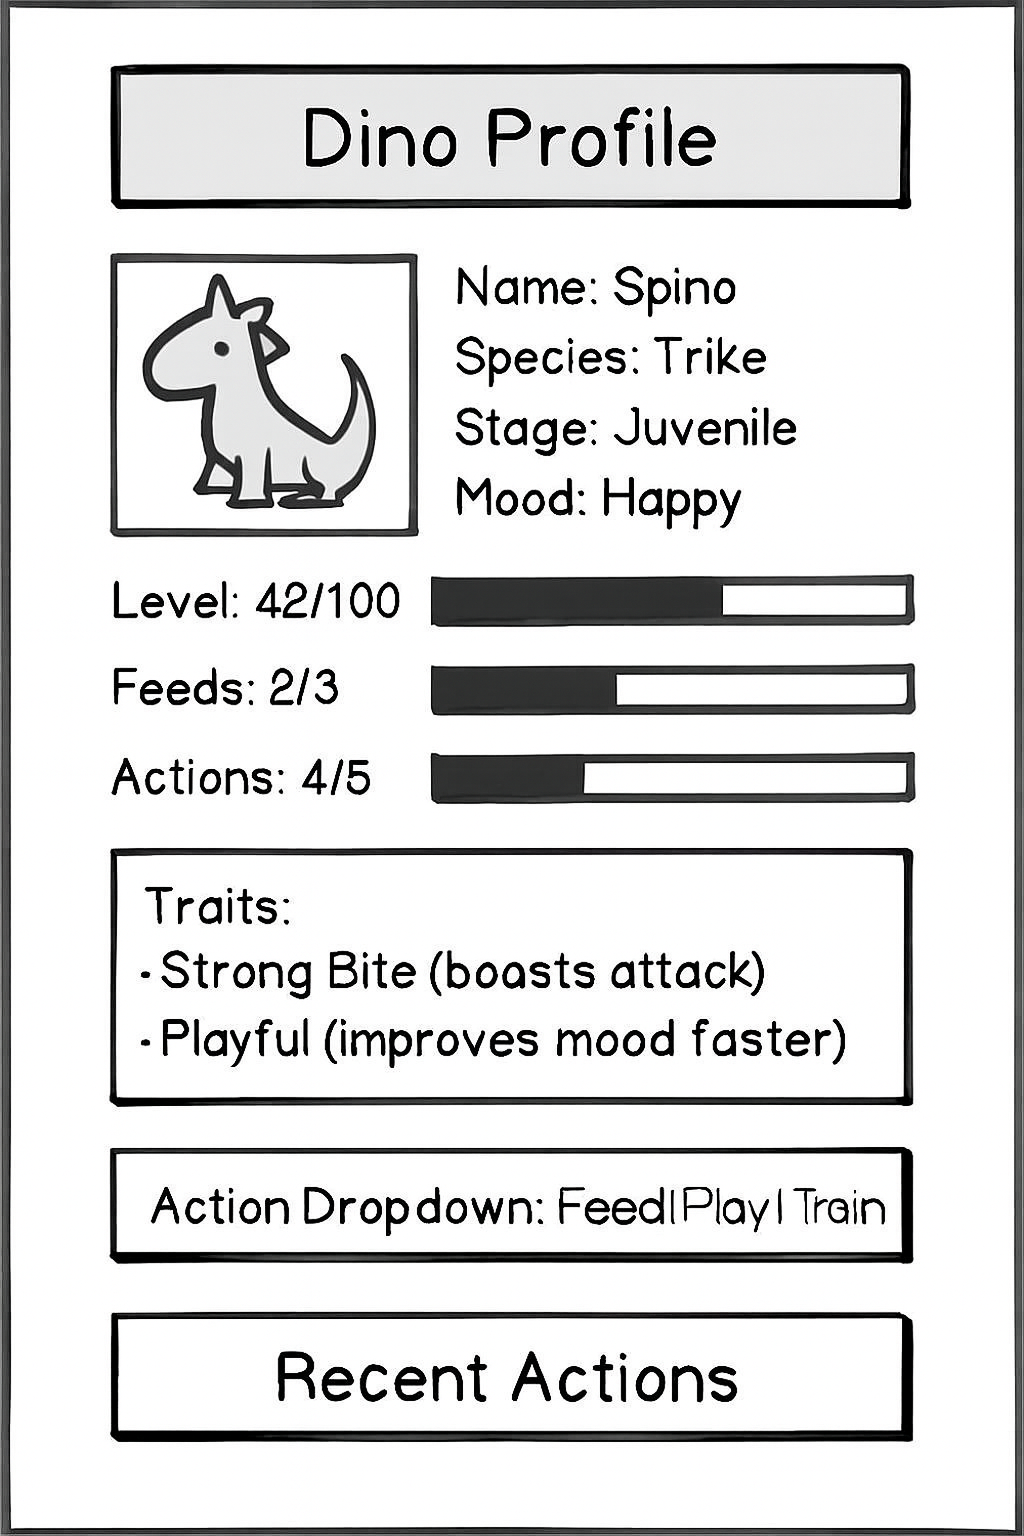 Dino Profile
Name: Spino
Species: Trike
Stage: Juvenile
Mood: Happy
Level: 42/100
Feeds: 2/3
Actions: 4/5
Traits:
- Strong Bite (boasts attack)
- Playful (improves mood faster)
Action Dropdown: Feed|Play| Train
Recent Actions